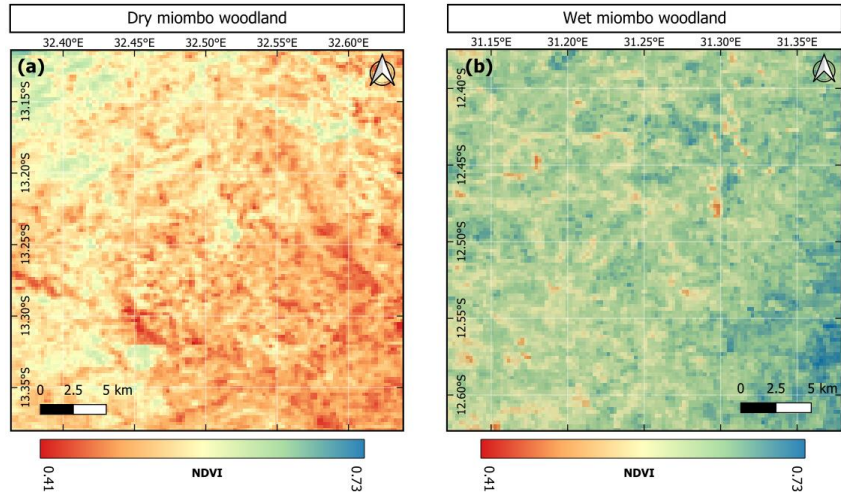 Dry miombo woodland
Wet miombo woodland
32.40°E 32.45°E 32.50°E 32.55°E 32.60°E
31.15°E 31.20°E 31.25°E 31.30°E 31.35°E
(a)
(b)
13.15°S
13.20°S
13.25°S
13.30°S
13.35°S
12.40°S
12.45°S
12.50°S
12.55°S
12.60°S
0 2.5 5 km
0 2.5 5 km
0.41 NDVI 0.73
0.41 NDVI 0.73